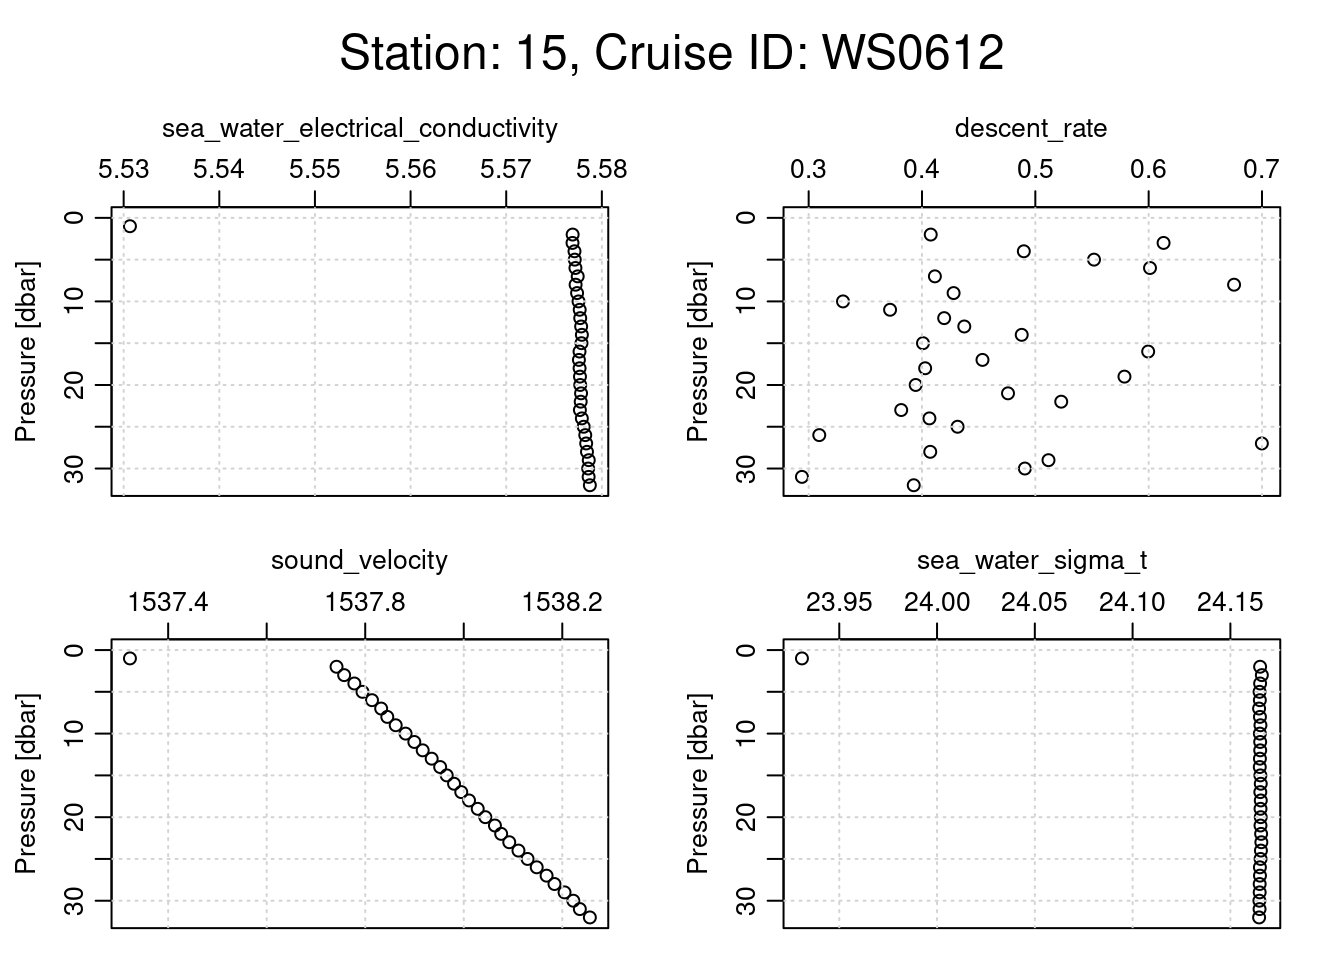 Station: 15, Cruise ID: WS0612
sea_water_electrical_conductivity
5.53 5.54 5.55 5.56 5.57 5.58
Pressure [dbar]
0
10
20
30
descent_rate
0.3 0.4 0.5 0.6 0.7
Pressure [dbar]
0
10
20
30
sound_velocity
1537.4 1537.8 1538.2
Pressure [dbar]
0
10
20
30
sea_water_sigma_t
23.95 24.00 24.05 24.10 24.15
Pressure [dbar]
0
10
20
30